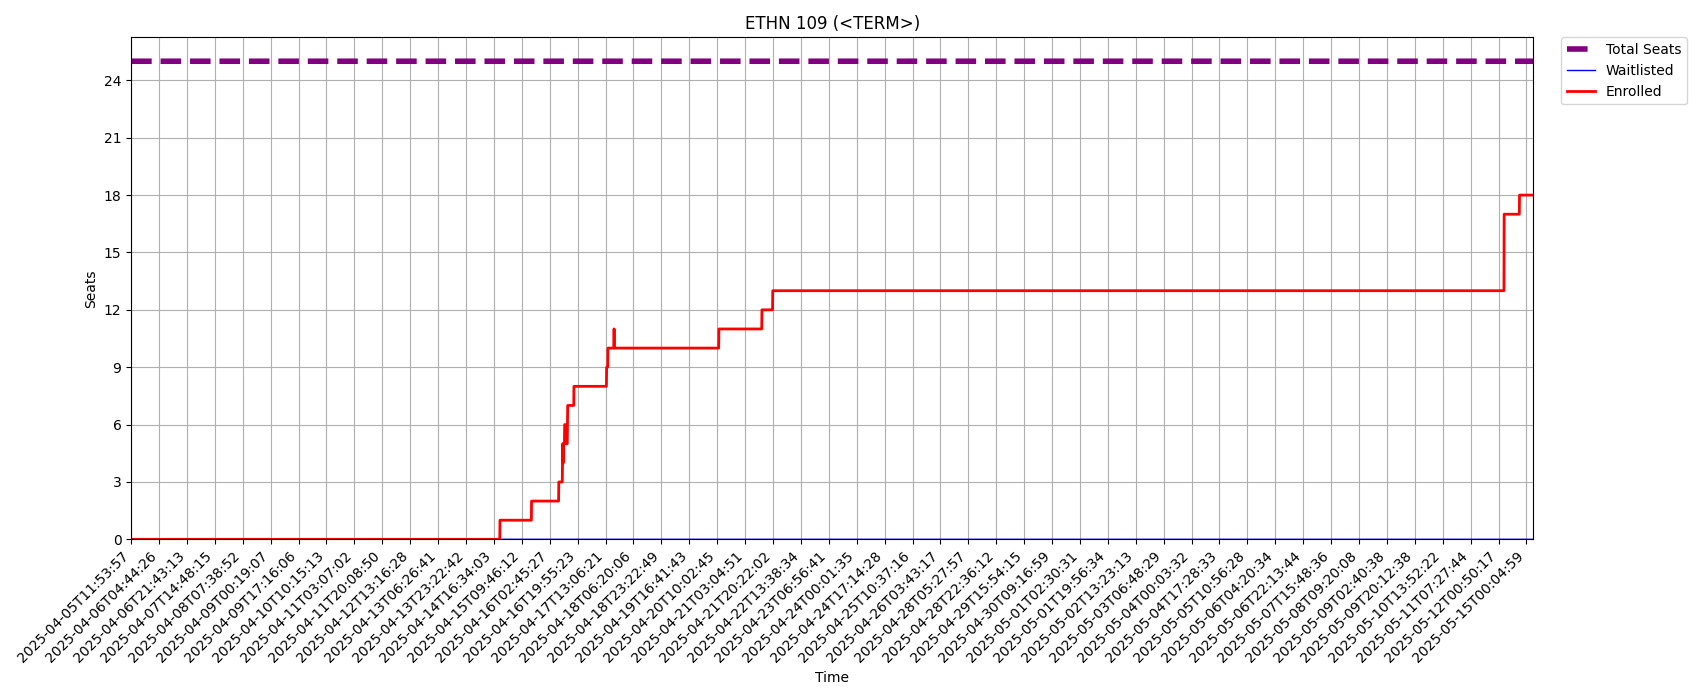 ETHN 109 (<TERM>)
Total Seats
Waitlisted
Enrolled
24
21
18
15
12
9
6
3
0
Seats
2025-04-05T11:53:57
2025-04-06T04:44:26
2025-04-06T21:43:13
2025-04-07T14:48:15
2025-04-08T07:38:52
2025-04-09T00:19:07
2025-04-09T17:16:06
2025-04-10T10:15:13
2025-04-11T03:07:02
2025-04-11T20:08:50
2025-04-12T13:16:28
2025-04-13T06:26:41
2025-04-13T23:22:42
2025-04-14T16:34:03
2025-04-15T09:46:12
2025-04-16T02:45:27
2025-04-16T19:55:23
2025-04-17T13:06:21
2025-04-18T06:20:06
2025-04-18T23:22:49
2025-04-19T16:41:43
2025-04-20T10:02:45
2025-04-21T03:04:51
2025-04-21T20:22:02
2025-04-22T13:38:34
2025-04-23T06:56:41
2025-04-24T00:01:35
2025-04-24T17:14:28
2025-04-25T10:37:16
2025-04-26T03:43:17
2025-04-28T05:27:57
2025-04-28T22:36:12
2025-04-29T15:54:15
2025-04-30T09:16:59
2025-05-01T02:30:31
2025-05-01T19:56:34
2025-05-02T13:23:13
2025-05-03T06:48:29
2025-05-04T00:03:32
2025-05-04T17:28:33
2025-05-05T10:56:28
2025-05-06T04:20:34
2025-05-06T22:13:44
2025-05-07T15:48:36
2025-05-08T09:20:08
2025-05-09T02:40:38
2025-05-09T20:12:38
2025-05-10T13:52:22
2025-05-11T07:27:44
2025-05-12T00:50:17
2025-05-15T00:04:59
Time